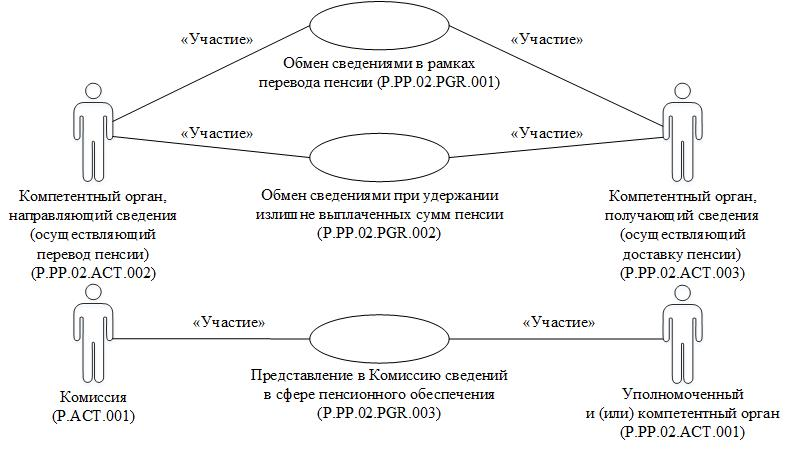 «Участие»
«Участие»
Обмен сведениями в рамках
перевода пенсии (P.PP.02.PGR.001)
«Участие»
«Участие»
Компетентный орган,
направляющий сведения
(осуществляющий
перевод пенсии)
(P.PP.02.ACT.002)
Обмен сведениями при удержании
излишне выплаченных сумм пенсии
(P.PP.02.PGR.002)
Компетентный орган,
получающий сведения
(осуществляющий
доставку пенсии)
(P.PP.02.ACT.003)
«Участие»
«Участие»
Комиссия
(P.ACT.001)
Представление в Комиссию сведений
в сфере пенсионного обеспечения
(P.PP.02.PGR.003)
Уполномоченный
и (или) компетентный орган
(P.PP.02.ACT.001)